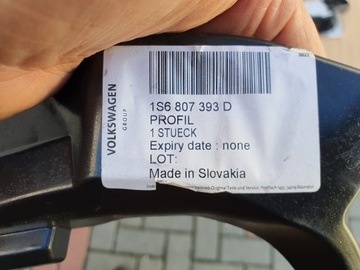 VOLKSWAGEN
GROUP
1S6 807 393 D
PROFIL
1 STUECK
Expiry date : none
LOT:
Made in Slovakia